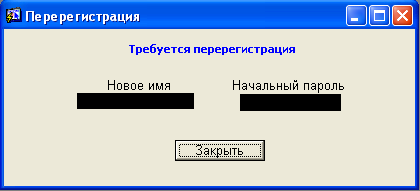 Перерегистрация
Требуется перерегистрация
Новое имя Начальный пароль
Закрыть